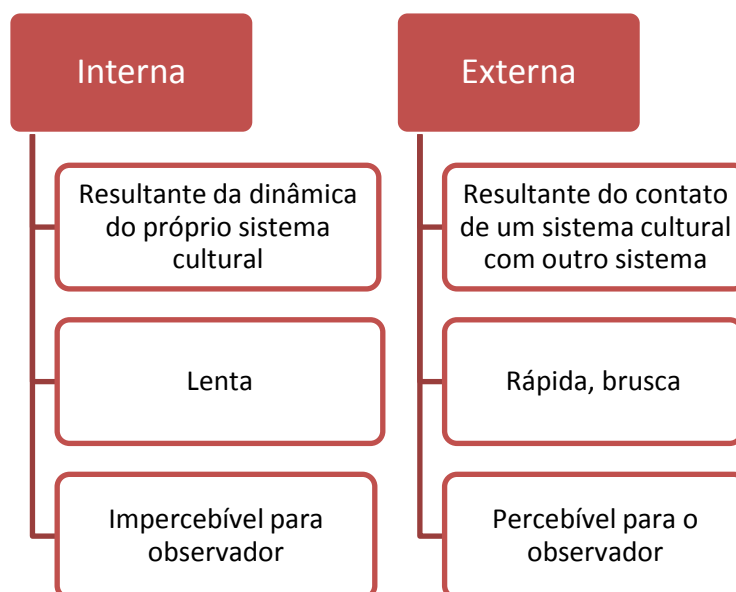 Interna
Resultante da dinâmica
do próprio sistema
cultural
Lenta
Impercebível para
observador
Externa
Resultante do contato
de um sistema cultural
com outro sistema
Rápida, brusca
Percebível para o
observador